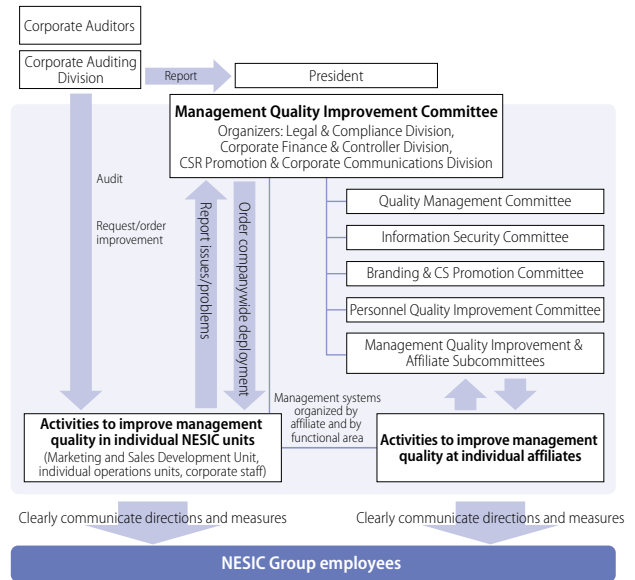 Corporate Auditors
Corporate Auditing
Division
Report
President
Management Quality Improvement Committee
Organizers: Legal & Compliance Division,
Corporate Finance & Controller Division,
CSR Promotion & Corporate Communications Division
Audit
Request/order
improvement
Report issues/problems
Order companywide deployment
Quality Management Committee
Information Security Committee
Branding & CS Promotion Committee
Personnel Quality Improvement Committee
Management Quality Improvement &
Affiliate Subcommittees
Management systems
organized by
affiliate and by
functional area
Activities to improve management
quality in individual NESIC units
(Marketing and Sales Development Unit,
individual operations units, corporate staff)
Activities to improve management
quality at individual affiliates
Clearly communicate directions and measures
Clearly communicate directions and measures
NESIC Group employees